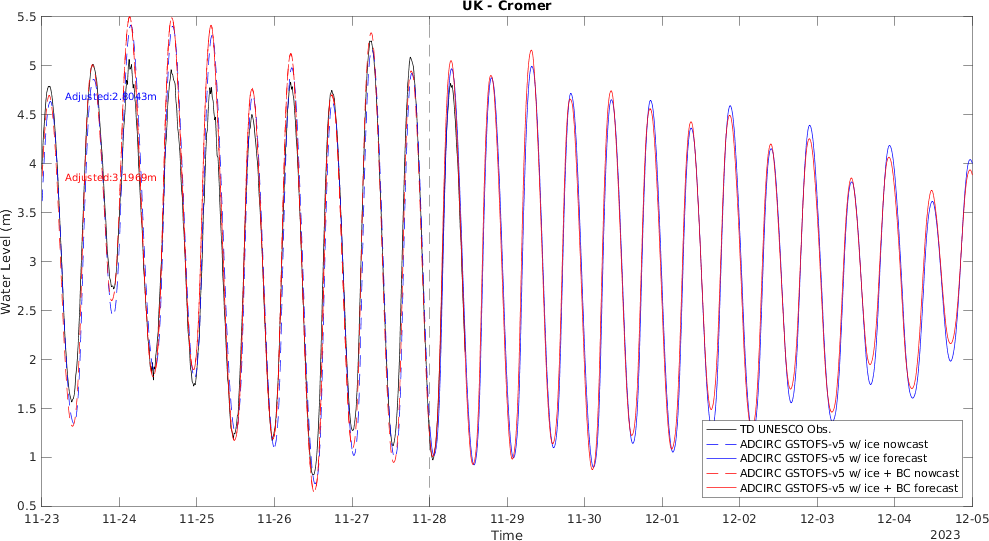 UK - Cromer
5.5
5
4.5
4
3.5
3
2.5
2
1.5
1
0.5
Water Level (m)
Adjusted:2.8043m
Adjusted:3.1969m
TD UNESCO Obs.
ADCIRC GSTOFS-v5 w/ ice nowcast
ADCIRC GSTOFS-v5 w/ ice forecast
ADCIRC GSTOFS-v5 w/ ice + BC nowcast
ADCIRC GSTOFS-v5 w/ ice + BC forecast
11-23 11-24 11-25 11-26 11-27 11-28 11-29 11-30 12-01 12-02 12-03 12-04 12-05
Time
2023